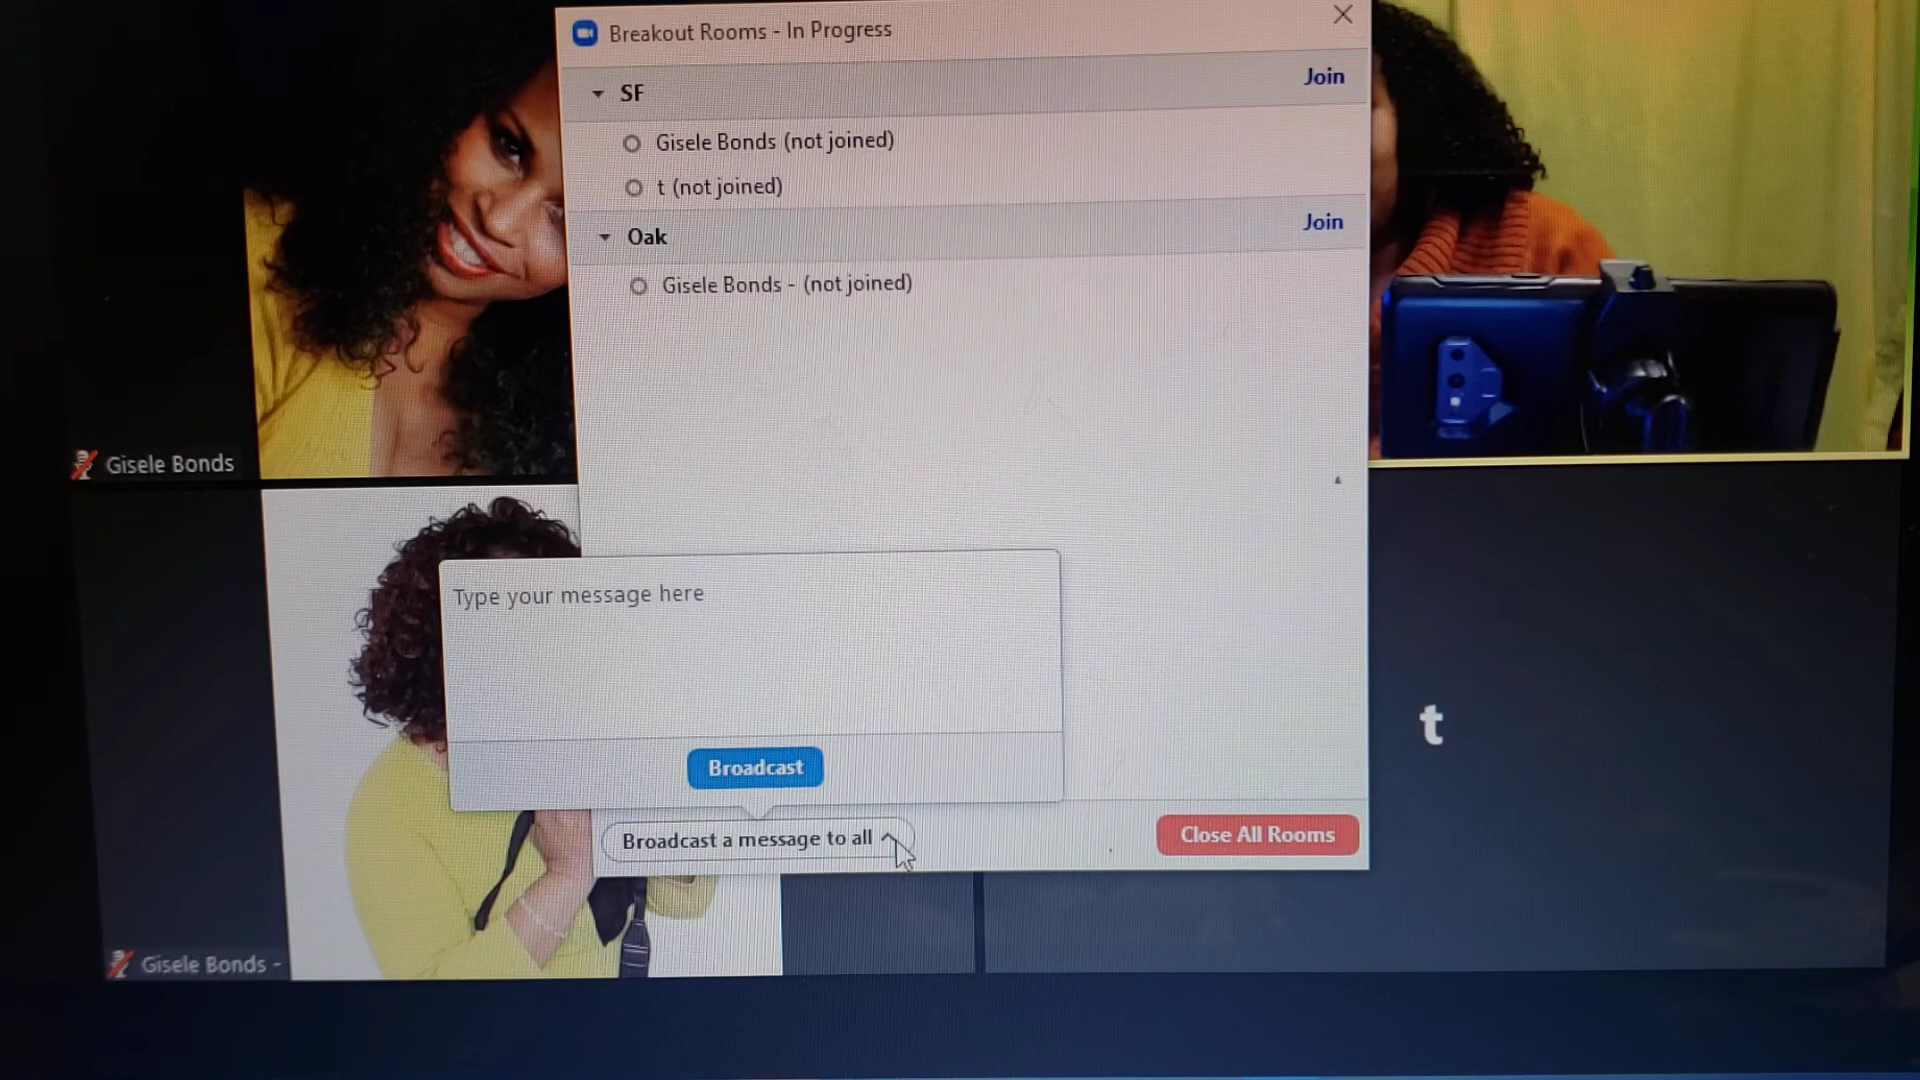 Breakout Rooms - In Progress
SF
Join
Gisele Bonds (not joined)
t (not joined)
Oak
Join
Gisele Bonds - (not joined)
Gisele Bonds
Type your message here
Broadcast
t
Broadcast a message to all
Close All Rooms
Gisele Bonds -